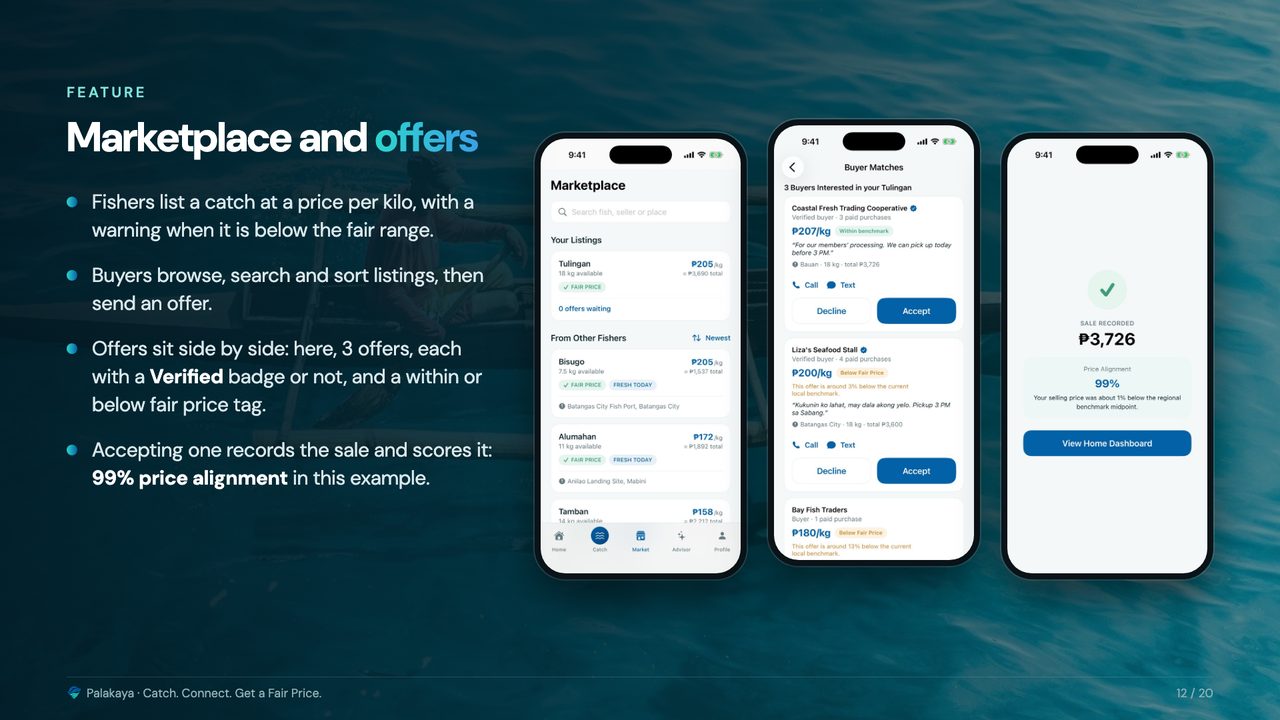 FEATURE
Marketplace and offers
Fishers list a catch at a price per kilo, with a
warning when it is below the fair range.
Buyers browse, search and sort listings, then
send an offer.
Offers sit side by side: here, 3 offers, each
with a Verified badge or not, and a within or
below fair price tag.
Accepting one records the sale and scores it:
99% price alignment in this example.
9:41
Marketplace
Search fish, seller or place
Your Listings
Tulingan ₱205/kg
18 kg available ≈ ₱3,690 total
FAIR PRICE
0 offers waiting
From Other Fishers Newest
Bisugo ₱205/kg
7.5 kg available ≈ ₱1,537 total
FAIR PRICE FRESH TODAY
Batangas City Fish Port, Batangas City
Alumahan ₱172/kg
11 kg available ≈ ₱1,892 total
FAIR PRICE FRESH TODAY
Anilao Landing Site, Mabini
Tamban ₱158/kg
14 kg available ≈ ₱2,212 total
Home Catch Market Advisor Profile
9:41
Buyer Matches
3 Buyers Interested in your Tulingan
Coastal Fresh Trading Cooperative
Verified buyer · 3 paid purchases
₱207/kg Within benchmark
"For our members' processing. We can pick up today
before 3 PM."
Bauan · 18 kg · total ₱3,726
Call Text
Decline Accept
Liza's Seafood Stall
Verified buyer · 4 paid purchases
₱200/kg Below Fair Price
This offer is around 3% below the current
local benchmark.
"Kukunin ko lahat, may dala akong yelo. Pickup 3 PM
sa Sabang."
Batangas City · 18 kg · total ₱3,600
Call Text
Decline Accept
Bay Fish Traders
Buyer · 1 paid purchase
₱180/kg Below Fair Price
This offer is around 13% below the current
local benchmark.
9:41
SALE RECORDED
₱3,726
Price Alignment
99%
Your selling price was about 1% below the regional
benchmark midpoint.
View Home Dashboard
Palakaya · Catch. Connect. Get a Fair Price.
12 / 20